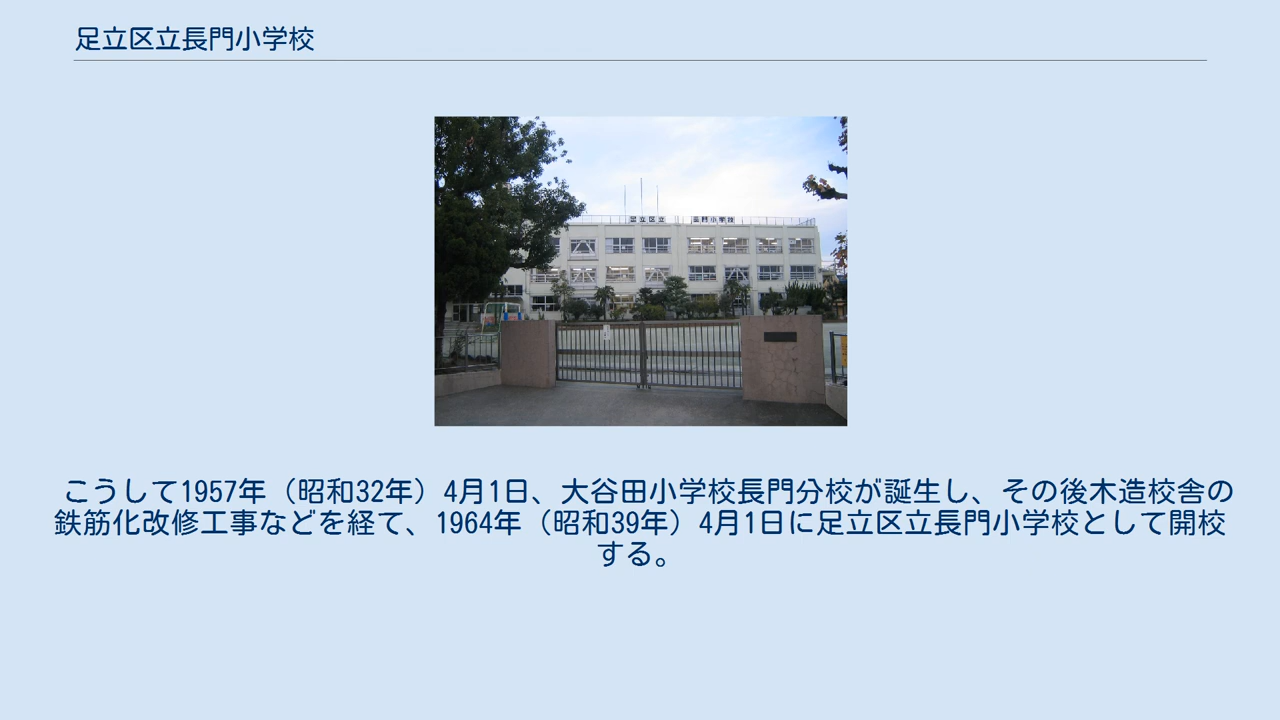 足立区立長門小学校
足立区立 長門小学校
こうして1957年（昭和32年）4月1日、大谷田小学校長門分校が誕生し、その後木造校舎の
鉄筋化改修工事などを経て、1964年（昭和39年）4月1日に足立区立長門小学校として開校
する。